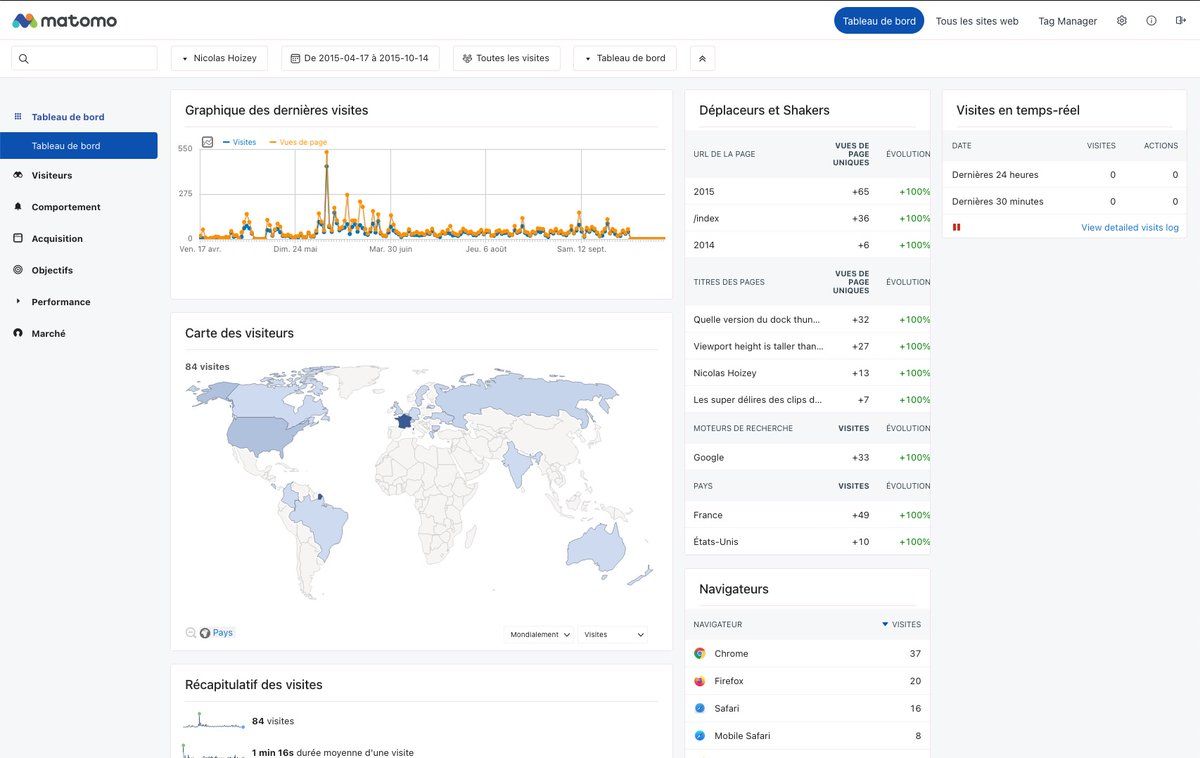 matomo
Tableau de bord
Tous les sites web
Tag Manager
Nicolas Hoizey
De 2015-04-17 à 2015-10-14
Toutes les visites
Tableau de bord
Tableau de bord
Tableau de bord
Visiteurs
Comportement
Acquisition
Objectifs
Performance
Marché
Graphique des dernières visites
Visites Vues de page
550
275
0
Ven. 17 avr. Dim. 24 mai Mar. 30 juin Jeu. 6 août Sam. 12 sept.
Carte des visiteurs
84 visites
Pays
Mondialement
Visites
Récapitulatif des visites
84 visites
1 min 16s durée moyenne d'une visite
Déplaceurs et Shakers
URL DE LA PAGE VUES DE PAGE UNIQUES ÉVOLUTION
2015 +65 +100%
/index +36 +100%
2014 +6 +100%
TITRES DES PAGES VUES DE PAGE UNIQUES ÉVOLUTION
Quelle version du dock thun... +32 +100%
Viewport height is taller than... +27 +100%
Nicolas Hoizey +13 +100%
Les super délires des clips d... +7 +100%
MOTEURS DE RECHERCHE VISITES ÉVOLUTION
Google +33 +100%
PAYS VISITES ÉVOLUTION
France +49 +100%
États-Unis +10 +100%
Navigateurs
NAVIGATEUR VISITES
Chrome 37
Firefox 20
Safari 16
Mobile Safari 8
Visites en temps-réel
DATE VISITES ACTIONS
Dernières 24 heures 0 0
Dernières 30 minutes 0 0
View detailed visits log